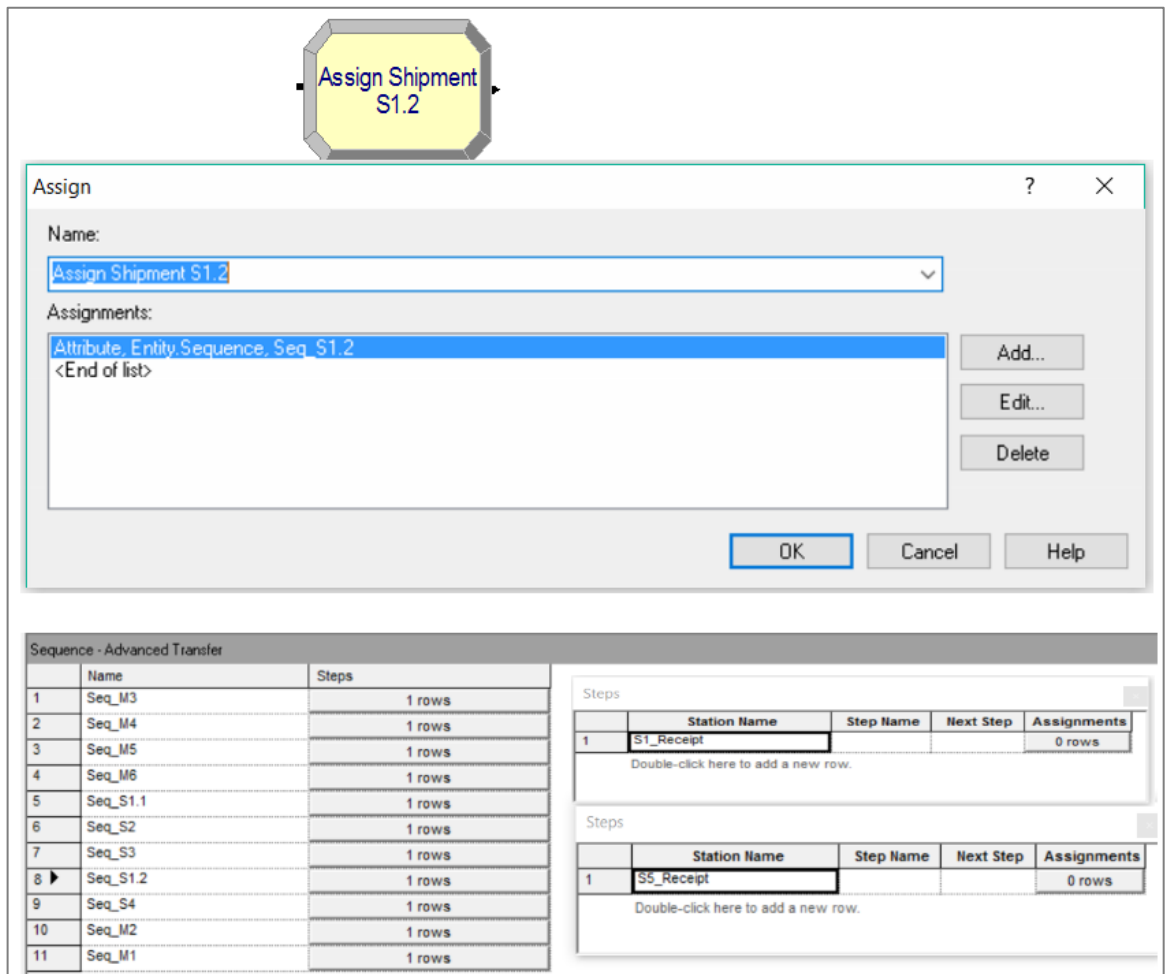 Assign Shipment
S1.2
Assign ?
Name:
Assign Shipment S1.2
Assignments:
Attribute, Entity.Sequence, Seq_S1.2
<End of list>
Add...
Edit...
Delete
OK Cancel Help
Sequence - Advanced Transfer
Name Steps
1 Seq_M3 1 rows
2 Seq_M4 1 rows
3 Seq_M5 1 rows
4 Seq_M6 1 rows
5 Seq_S1.1 1 rows
6 Seq_S2 1 rows
7 Seq_S3 1 rows
8 Seq_S1.2 1 rows
9 Seq_S4 1 rows
10 Seq_M2 1 rows
11 Seq_M1 1 rows
Steps
Station Name Step Name Next Step Assignments
1 S1_Receipt 0 rows
Double-click here to add a new row.
Steps
Station Name Step Name Next Step Assignments
1 S5_Receipt 0 rows
Double-click here to add a new row.